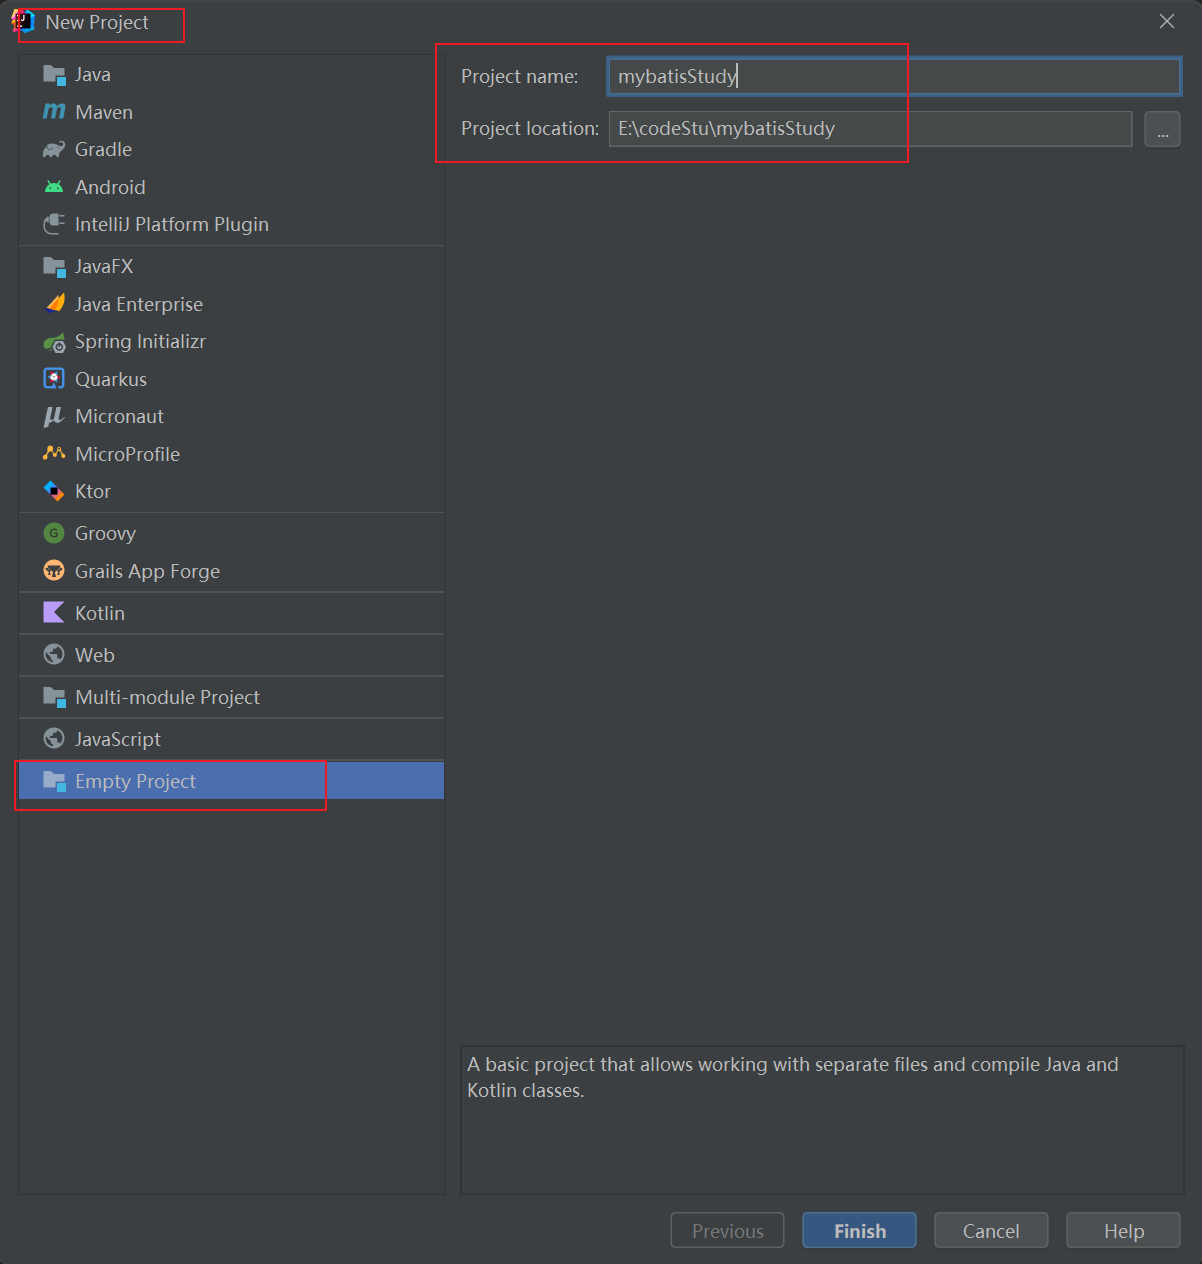 New Project
Java
Maven
Gradle
Android
IntelliJ Platform Plugin
JavaFX
Java Enterprise
Spring Initializr
Quarkus
Micronaut
MicroProfile
Ktor
Groovy
Grails App Forge
Kotlin
Web
Multi-module Project
JavaScript
Empty Project
Project name: mybatisStudy
Project location: E:\codeStu\mybatisStudy ...
A basic project that allows working with separate files and compile Java and
Kotlin classes.
Previous Finish Cancel Help